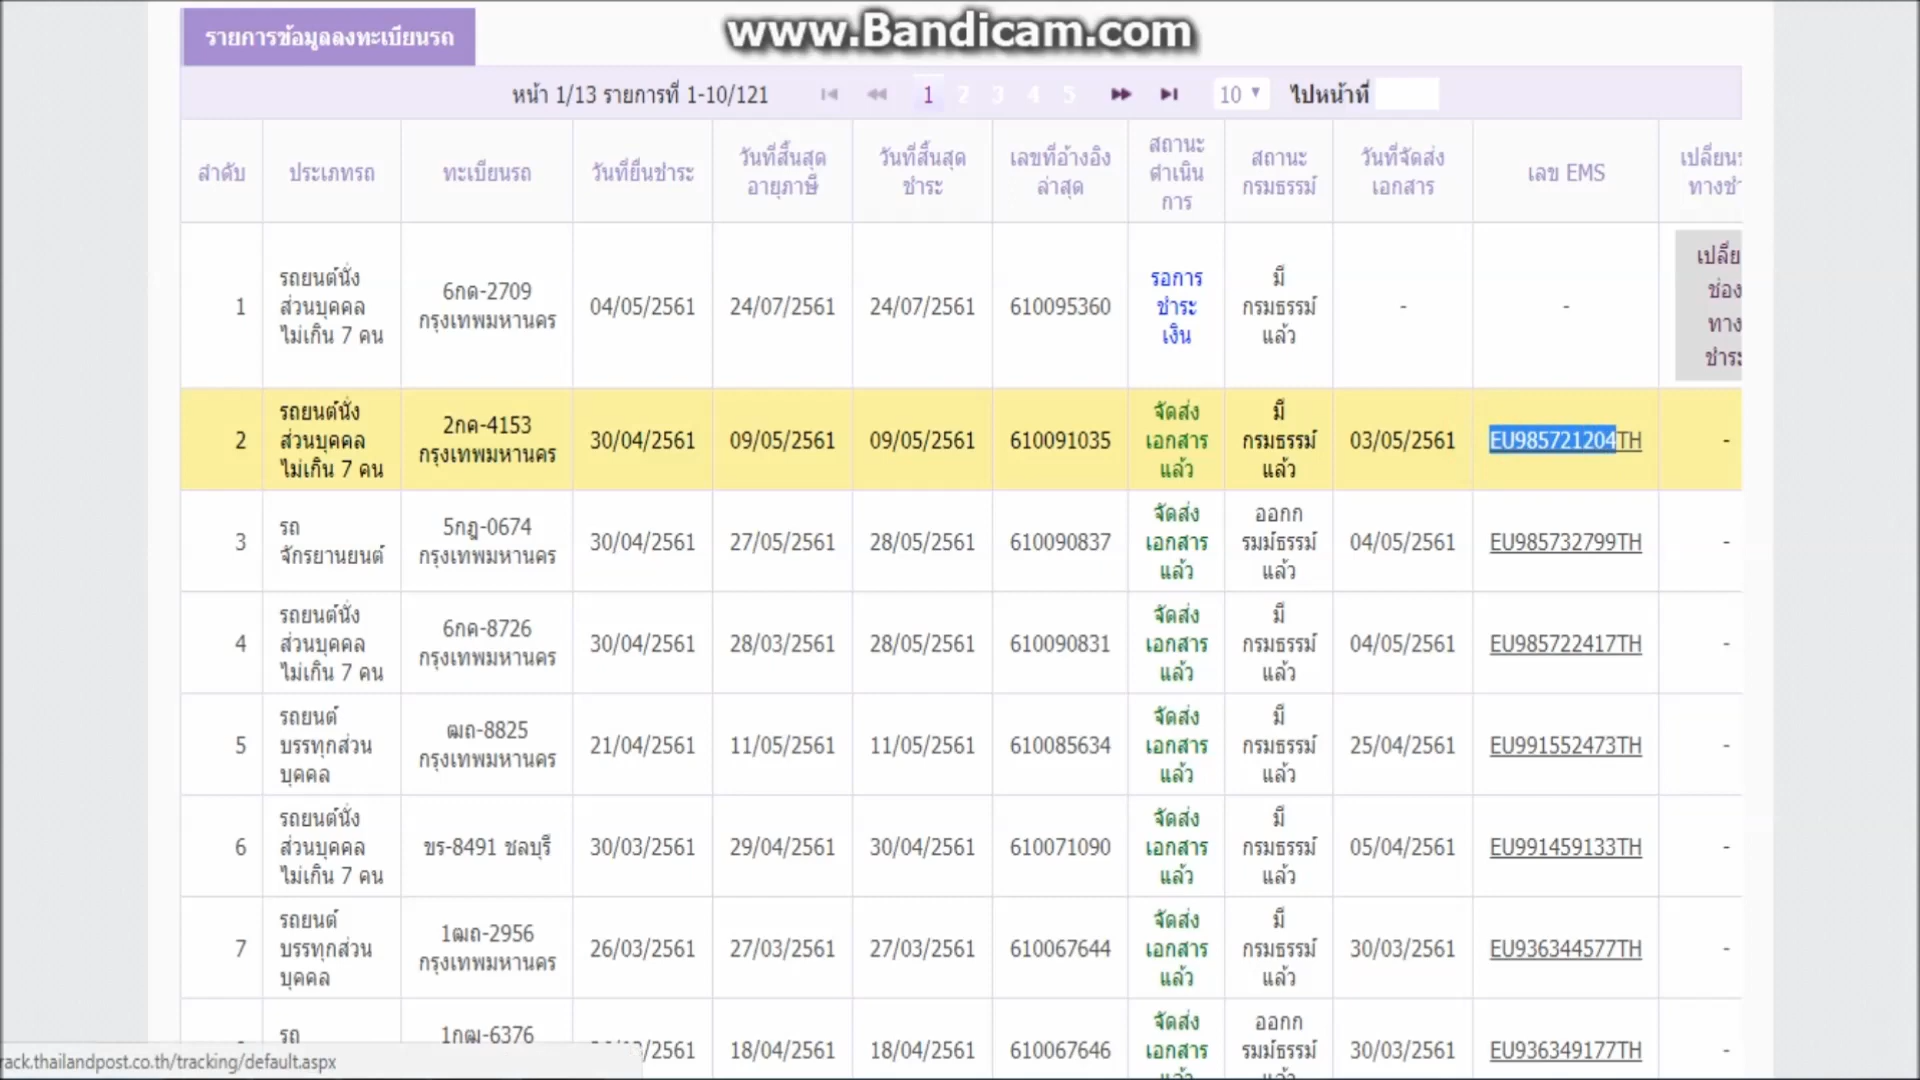 www.Bandicam.com
รายการข้อมูลลงทะเบียนรถ
หน้า 1/13 รายการที่ 1-10/121 1 2 3 4 5 10 ไปหน้าที่
ลำดับ ประเภทรถ ทะเบียนรถ วันที่ยื่นชำระ วันที่สิ้นสุด วันที่สิ้นสุด เลขที่อ้างอิง สถานะ สถานะ วันที่จัดส่ง เลข EMS
อายุภาษี ชำระ ล่าสุด ดำเนิน กรมธรรม์ เอกสาร
การ
รถยนต์นั่ง 6กด-2709 รอการ มี
1 ส่วนบุคคล กรุงเทพมหานคร 04/05/2561 24/07/2561 24/07/2561 610095360 ชำระ กรมธรรม์ - -
ไม่เกิน 7 คน เงิน แล้ว
ช่อง
ทาง
รถยนต์นั่ง 2กค-4153 จัดส่ง มี
2 ส่วนบุคคล กรุงเทพมหานคร 30/04/2561 09/05/2561 09/05/2561 610091035 เอกสาร กรมธรรม์ 03/05/2561 EU985721204TH -
ไม่เกิน 7 คน แล้ว แล้ว
รถ 5กฎ-0674 จัดส่ง ออกก
3 จักรยานยนต์ กรุงเทพมหานคร 30/04/2561 27/05/2561 28/05/2561 610090837 เอกสาร รมม์ธรรม์ 04/05/2561 EU985732799TH -
แล้ว แล้ว
รถยนต์นั่ง 6กค-8726 จัดส่ง มี
4 ส่วนบุคคล กรุงเทพมหานคร 30/04/2561 28/03/2561 28/05/2561 610090831 เอกสาร กรมธรรม์ 04/05/2561 EU985722417TH -
ไม่เกิน 7 คน แล้ว แล้ว
รถยนต์ ฒถ-8825 จัดส่ง มี
5 บรรทุกส่วน กรุงเทพมหานคร 21/04/2561 11/05/2561 11/05/2561 610085634 เอกสาร กรมธรรม์ 25/04/2561 EU991552473TH -
บุคคล แล้ว แล้ว
รถยนต์นั่ง จัดส่ง มี
6 ส่วนบุคคล ขร-8491 ชลบุรี 30/03/2561 29/04/2561 30/04/2561 610071090 เอกสาร กรมธรรม์ 05/04/2561 EU991459133TH -
ไม่เกิน 7 คน แล้ว แล้ว
รถยนต์ 1ฒถ-2956 จัดส่ง มี
7 บรรทุกส่วน กรุงเทพมหานคร 26/03/2561 27/03/2561 27/03/2561 610067644 เอกสาร กรมธรรม์ 30/03/2561 EU936344577TH -
บุคคล แล้ว แล้ว
รถ 1กฒ-6376 จัดส่ง ออกก
/2561 18/04/2561 18/04/2561 610067646 เอกสาร รมม์ธรรม์ 30/03/2561 EU936349177TH -
rack.thailandpost.co.th/tracking/default.aspx